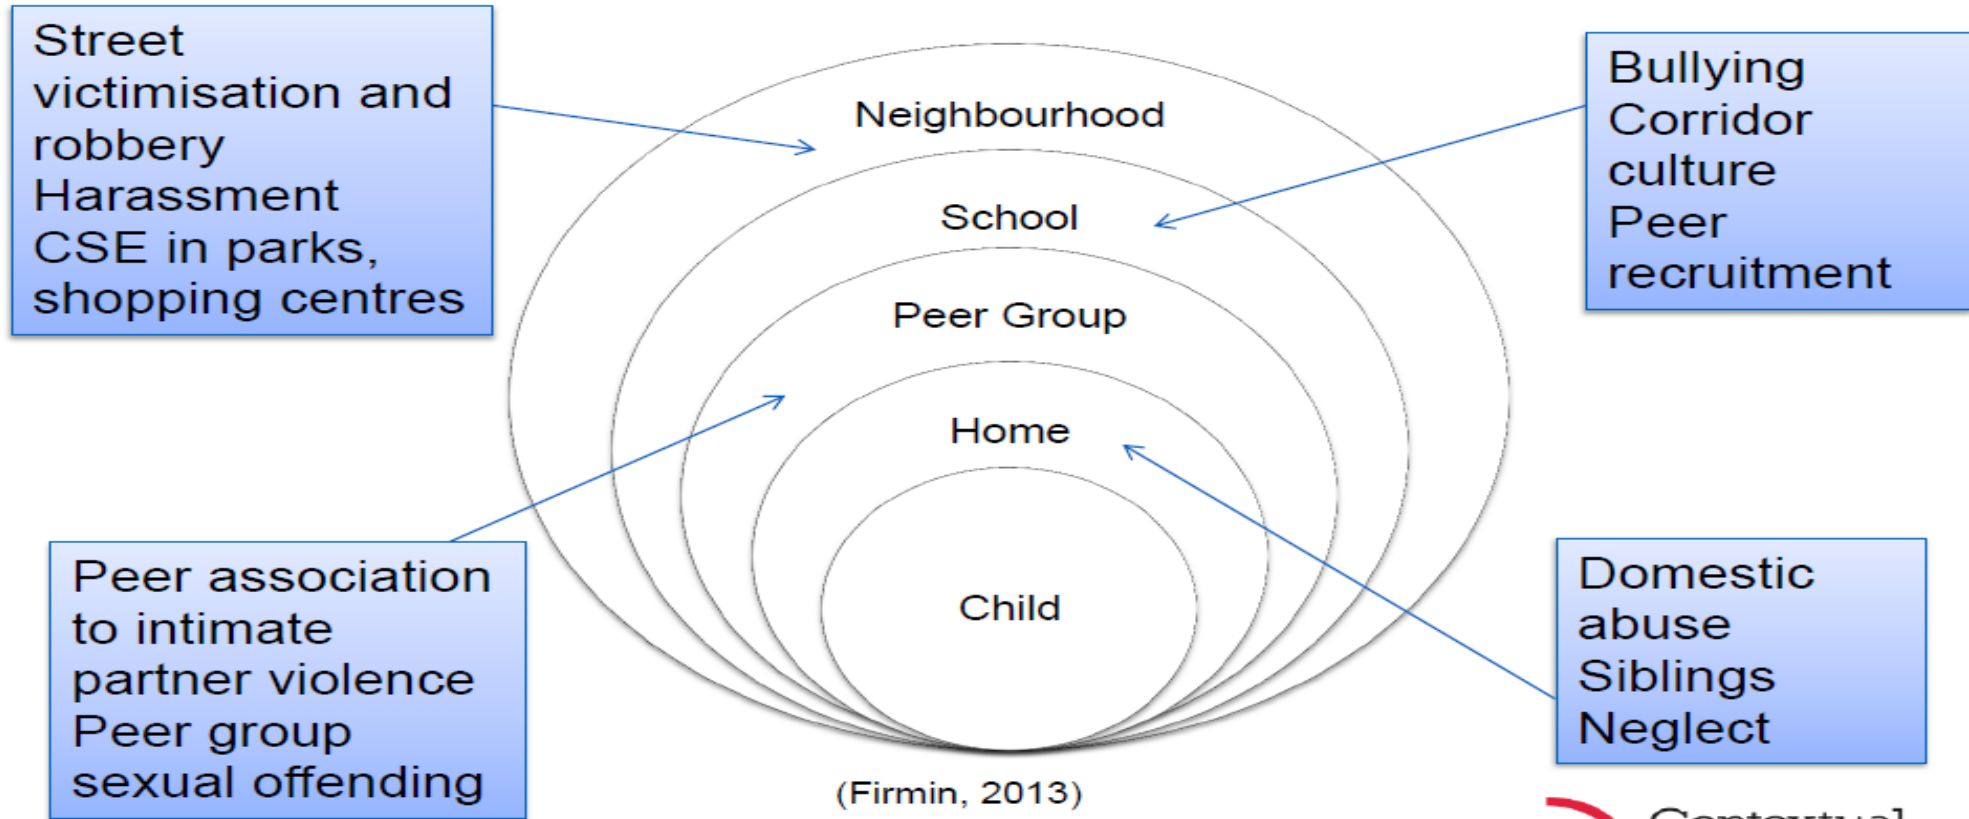 Street
victimisation and
robbery
Harassment
CSE in parks,
shopping centres
Neighbourhood
School
Peer Group
Home
Child
Bullying
Corridor
culture
Peer
recruitment
Peer association
to intimate
partner violence
Peer group
sexual offending
Domestic
abuse
Siblings
Neglect
(Firmin, 2013)
Contextual